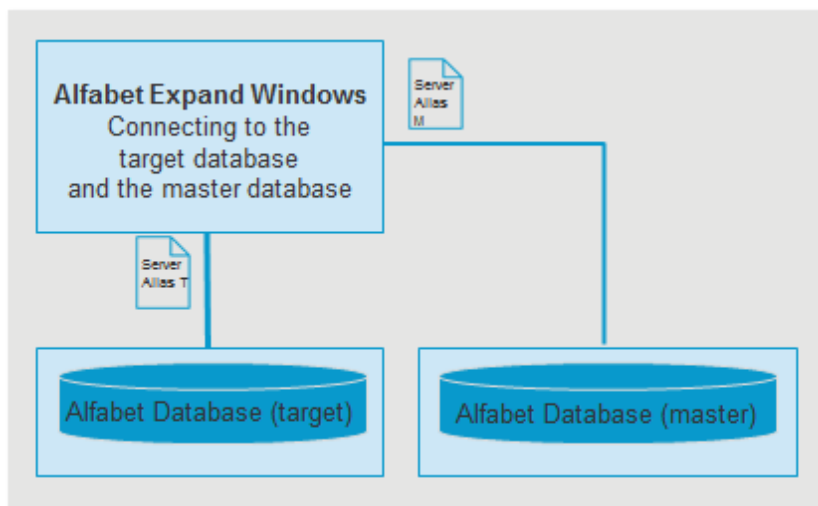 Alfabet Expand Windows
Connecting to the
target database
and the master database
Server
Alias
M
Server
Alias T
Alfabet Database (target)
Alfabet Database (master)